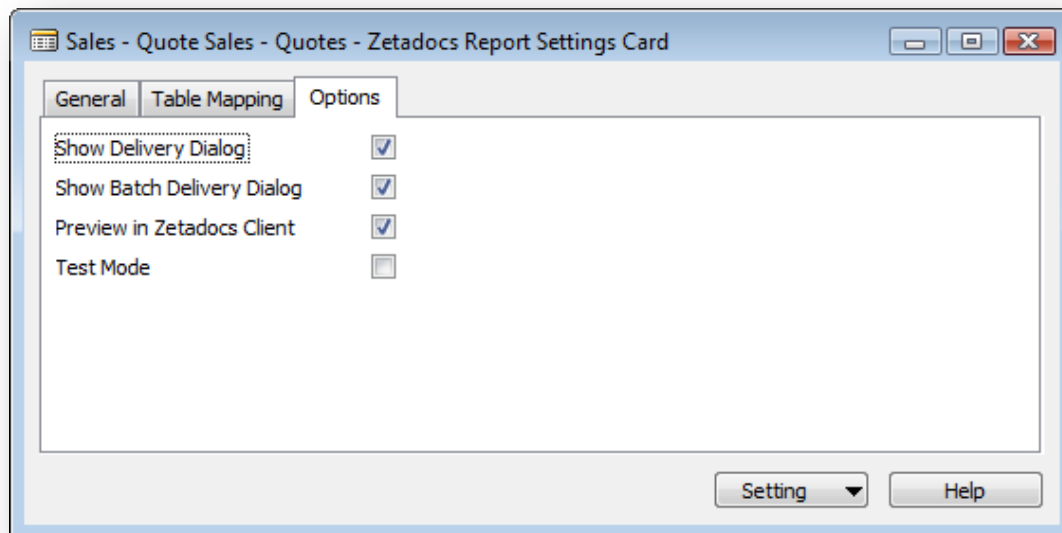 Sales - Quote Sales - Quotes - Zetadocs Report Settings Card
General Table Mapping Options
Show Delivery Dialog
Show Batch Delivery Dialog
Preview in Zetadocs Client
Test Mode
Setting Help